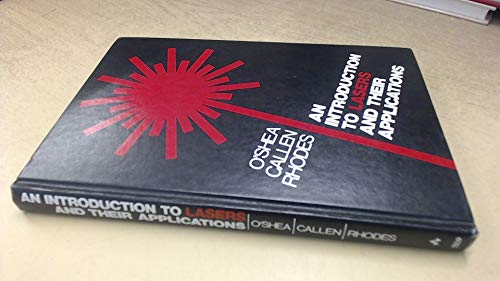 AN
INTRODUCTION
TO LASERS
AND THEIR
APPLICATIONS
O'SHEA
CALLEN
RHODES
AN INTRODUCTION TO LASERS
AND THEIR APPLICATIONS
O'SHEA
CALLEN
RHODES